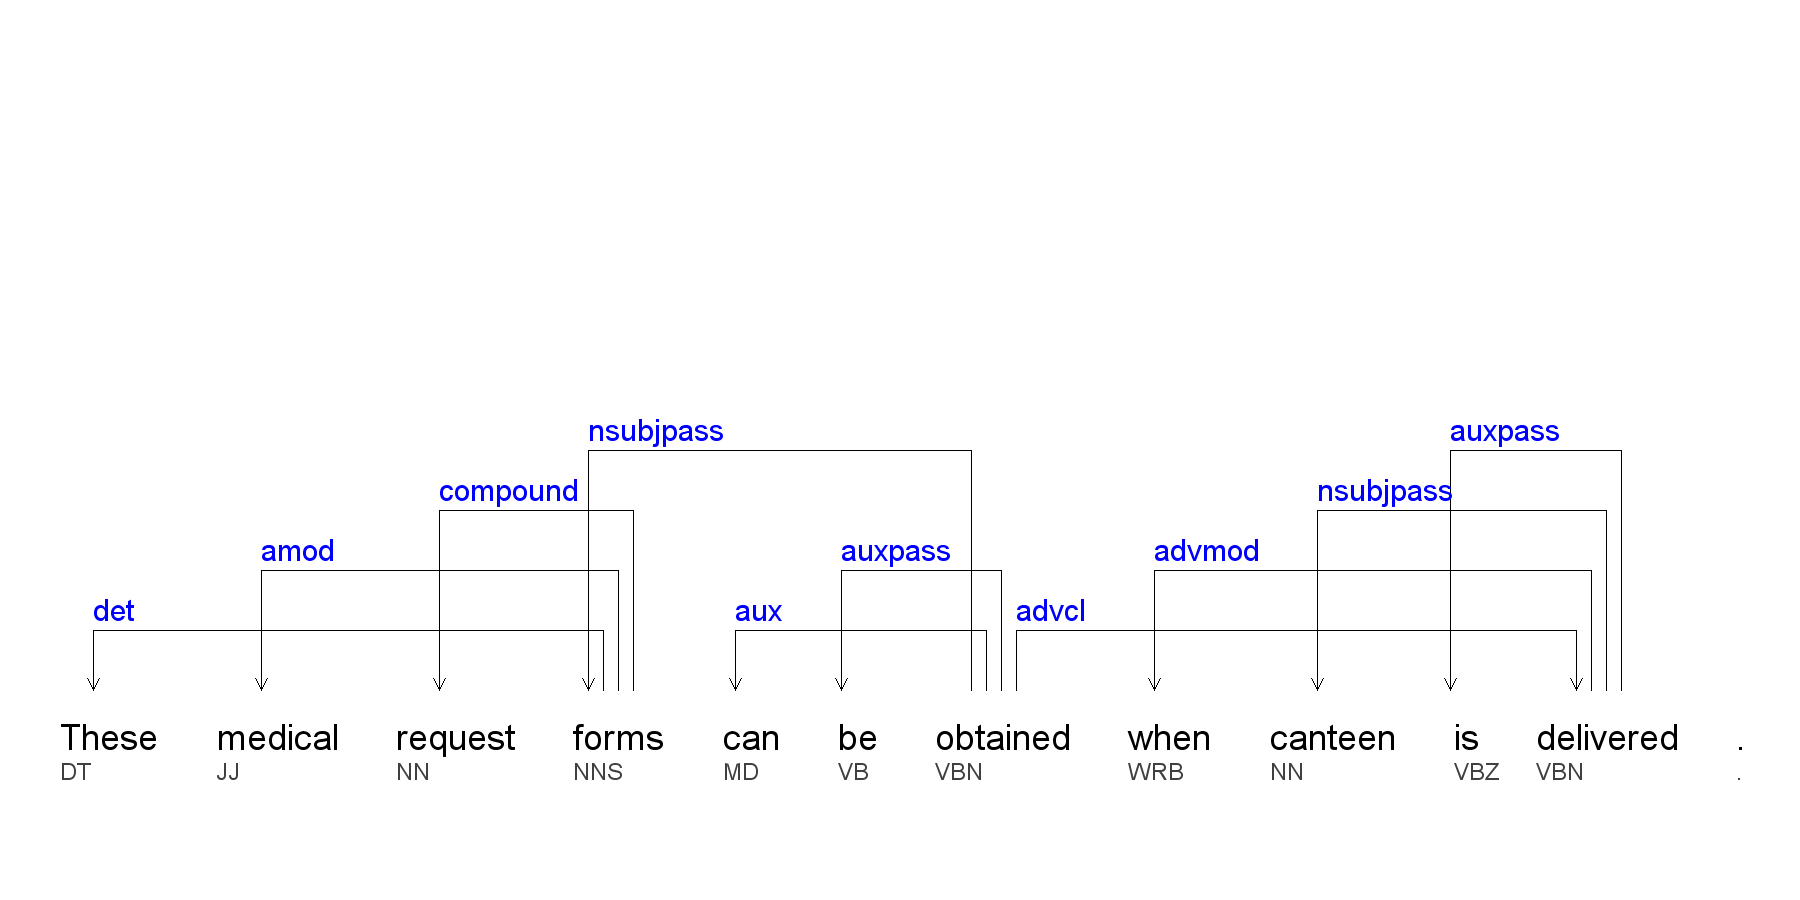 nsubjpass auxpass
compound nsubjpass
amod auxpass advmod
det aux advcl
These medical request forms can be obtained when canteen is delivered .
DT JJ NN NNS MD VB VBN WRB NN VBZ VBN .